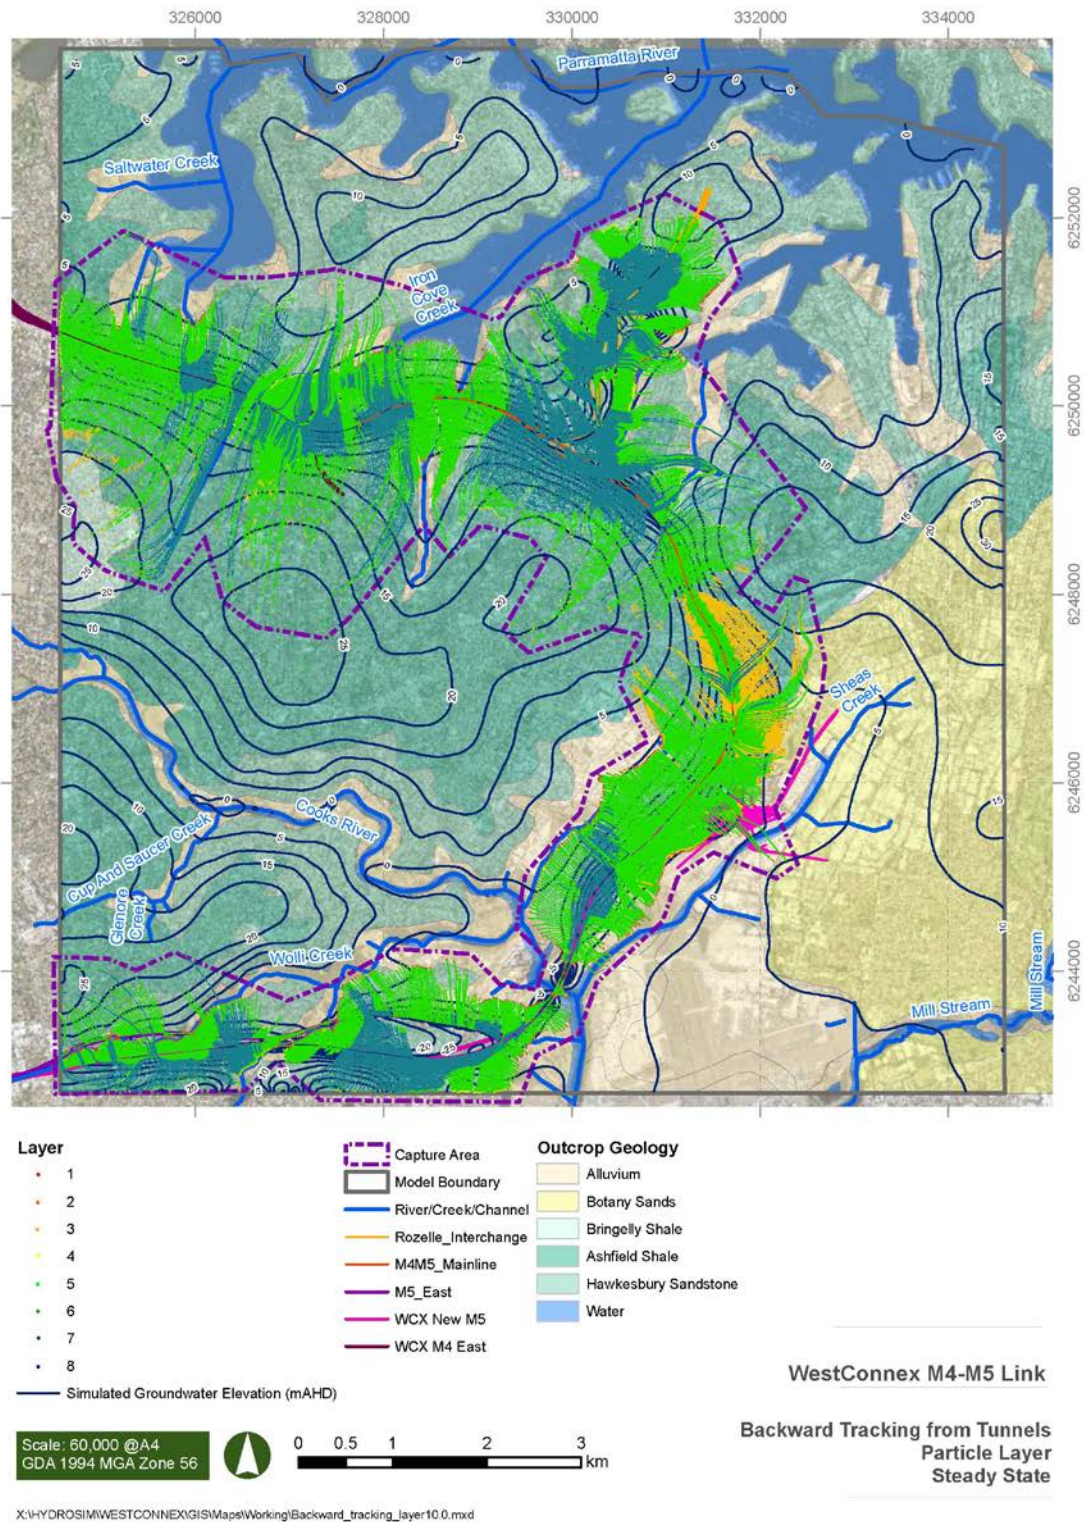 326000 328000 330000 332000 334000
Parramatta River
Saltwater Creek
6252000
Iron
Cove
Creek
6250000
6248000
Sheas
Creek
6246000
Cooks River
Cup And Saucer Creek
Glenore
Creek
Wolli Creek
6244000
Mill Stream
Mill Stream
Layer
1
2
3
4
5
6
7
8
Simulated Groundwater Elevation (mAHD)
Capture Area
Model Boundary
River/Creek/Channel
Rozelle_Interchange
M4M5_Mainline
M5_East
WCX New M5
WCX M4 East
Outcrop Geology
Alluvium
Botany Sands
Bringelly Shale
Ashfield Shale
Hawkesbury Sandstone
Water
WestConnex M4-M5 Link
Backward Tracking from Tunnels
Particle Layer
Steady State
Scale: 60,000 @A4
GDA 1994 MGA Zone 56
0 0.5 1 2 3
km
X:\HYDROSIM\WESTCONNEX\GIS\Maps\Working\Backward_tracking_layer10.0.mxd